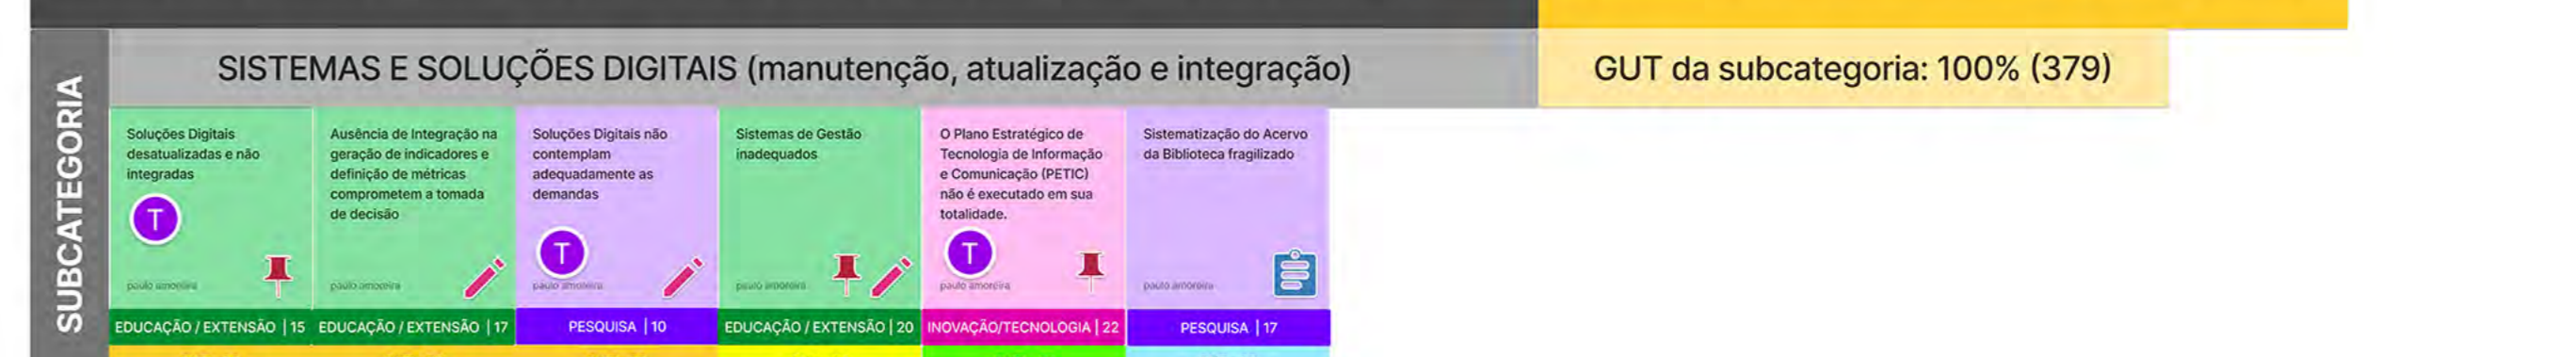 SUBCATEGORIA
SISTEMAS E SOLUÇÕES DIGITAIS (manutenção, atualização e integração)
GUT da subcategoria: 100% (379)
Soluções Digitais
desatualizadas e não
integradas
T
paulo amoreira
EDUCAÇÃO / EXTENSÃO | 15
Ausência de Integração na
geração de indicadores e
definição de métricas
comprometem a tomada
de decisão
paulo amoreira
EDUCAÇÃO / EXTENSÃO | 17
Soluções Digitais não
contemplam
adequadamente as
demandas
T
paulo amoreira
PESQUISA | 10
Sistemas de Gestão
inadequados
paulo amoreira
EDUCAÇÃO / EXTENSÃO | 20
O Plano Estratégico de
Tecnologia de Informação
e Comunicação (PETIC)
não é executado em sua
totalidade.
T
paulo amoreira
INOVAÇÃO/TECNOLOGIA | 22
Sistematização do Acervo
da Biblioteca fragilizado
paulo amoreira
PESQUISA | 17